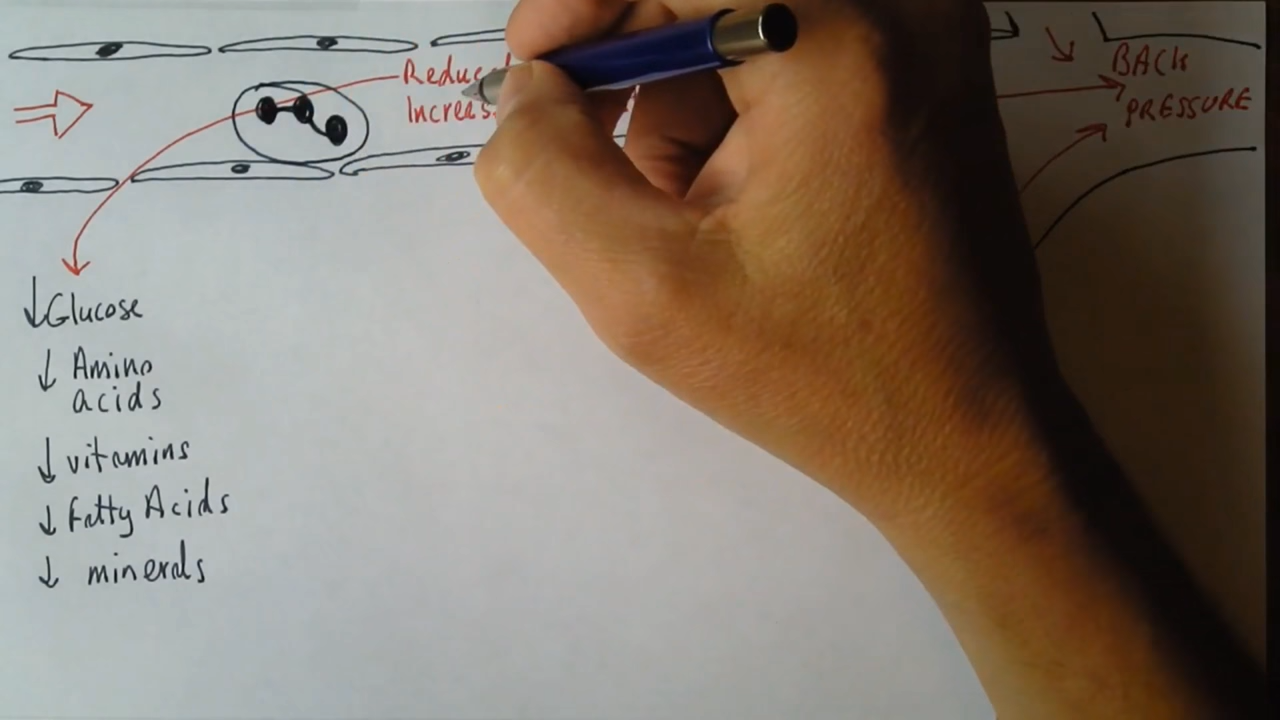 BACK
PRESSURE
↓ Glucose
↓ Amino
acids
↓ vitamins
↓ Fatty Acids
↓ minerals